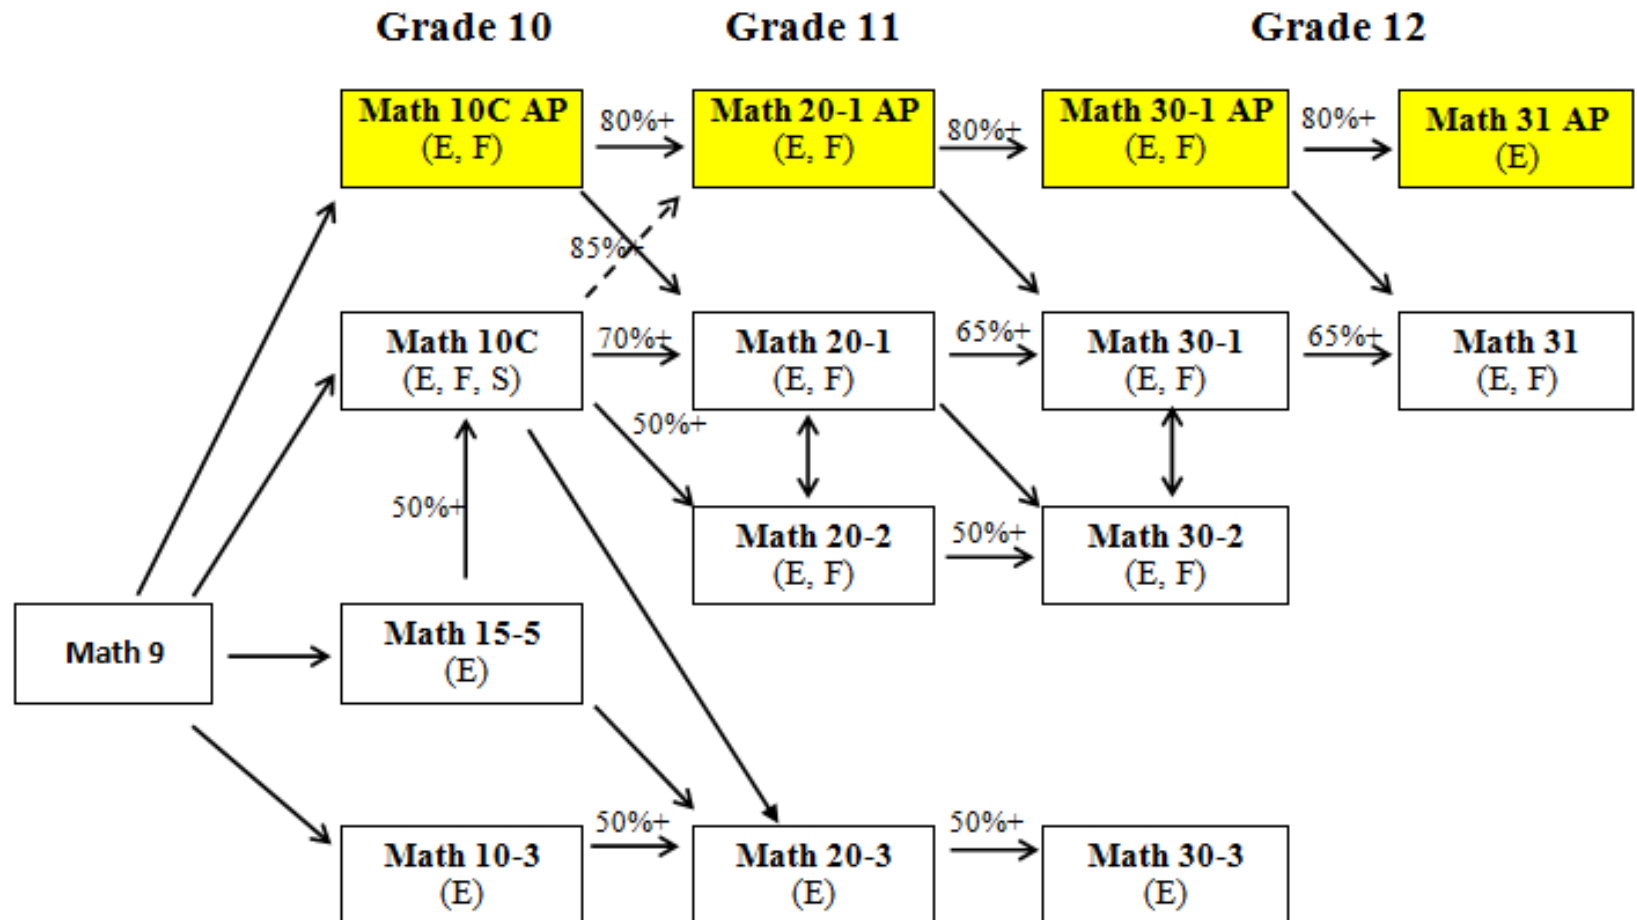 Grade 10
Grade 11
Grade 12
Math 10C AP
(E, F)
80%+
Math 20-1 AP
(E, F)
80%+
Math 30-1 AP
(E, F)
80%+
Math 31 AP
(E)
85%+
Math 10C
(E, F, S)
70%+
Math 20-1
(E, F)
65%+
Math 30-1
(E, F)
65%+
Math 31
(E, F)
50%+
50%+
Math 20-2
(E, F)
50%+
Math 30-2
(E, F)
Math 9
Math 15-5
(E)
Math 10-3
(E)
50%+
Math 20-3
(E)
50%+
Math 30-3
(E)